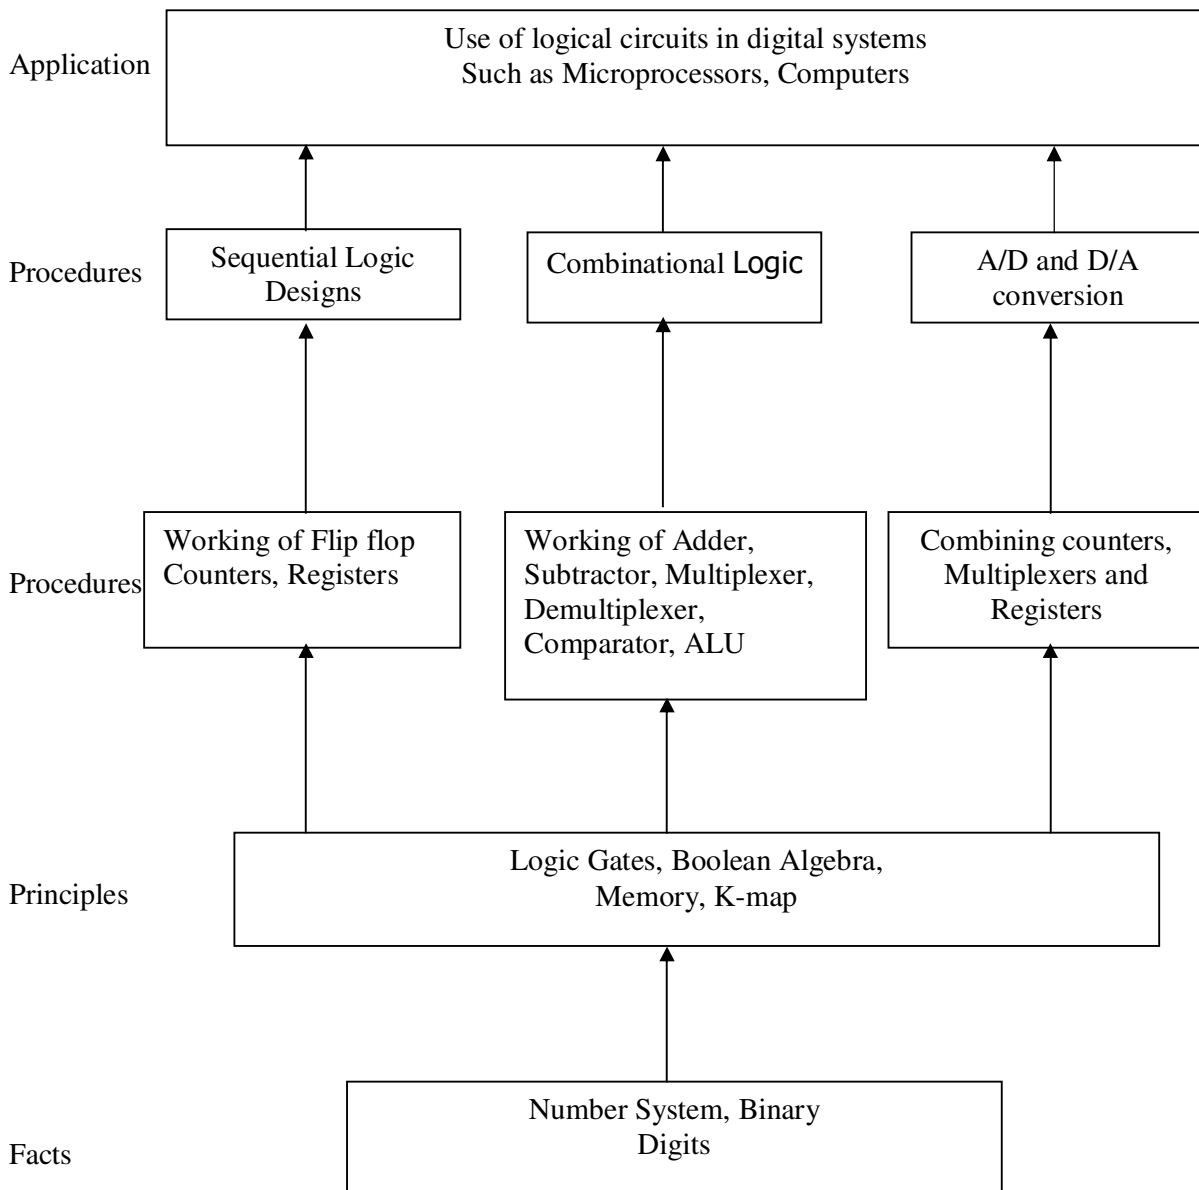 Application
Use of logical circuits in digital systems
Such as Microprocessors, Computers
Procedures
Sequential Logic
Designs
Combinational Logic
A/D and D/A
conversion
Procedures
Working of Flip flop
Counters, Registers
Working of Adder,
Subtractor, Multiplexer,
Demultiplexer,
Comparator, ALU
Combining counters,
Multiplexers and
Registers
Principles
Logic Gates, Boolean Algebra,
Memory, K-map
Facts
Number System, Binary
Digits